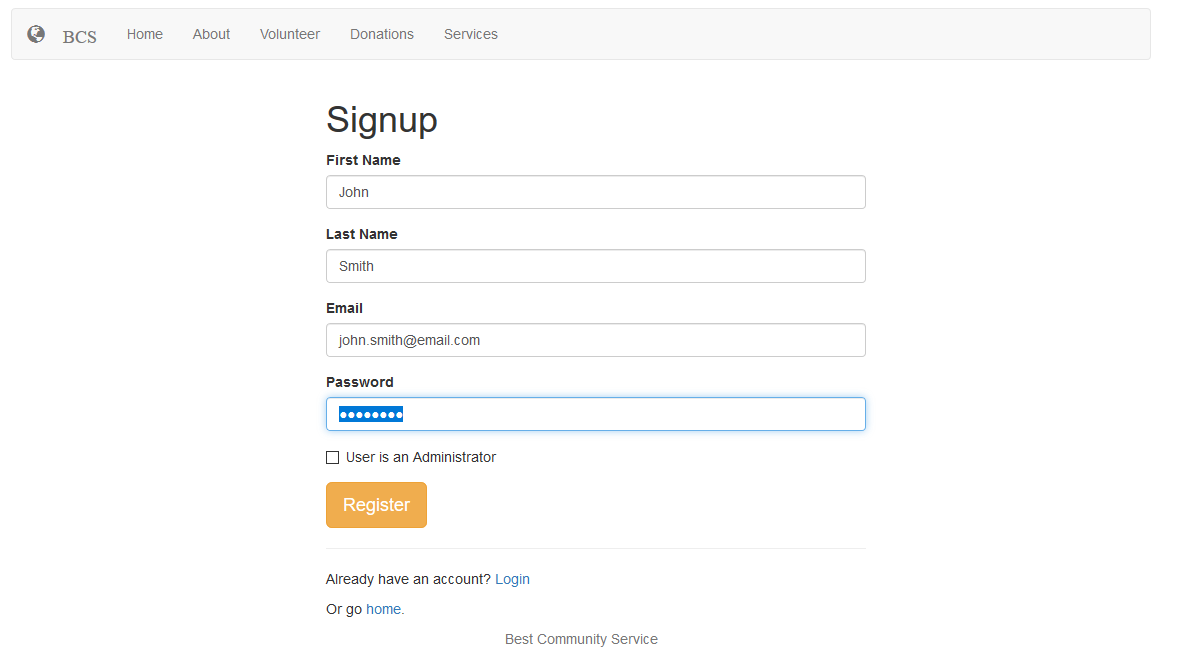 BCS Home About Volunteer Donations Services
Signup
First Name
John
Last Name
Smith
Email
john.smith@email.com
Password
••••••••
User is an Administrator
Register
Already have an account? Login
Or go home.
Best Community Service